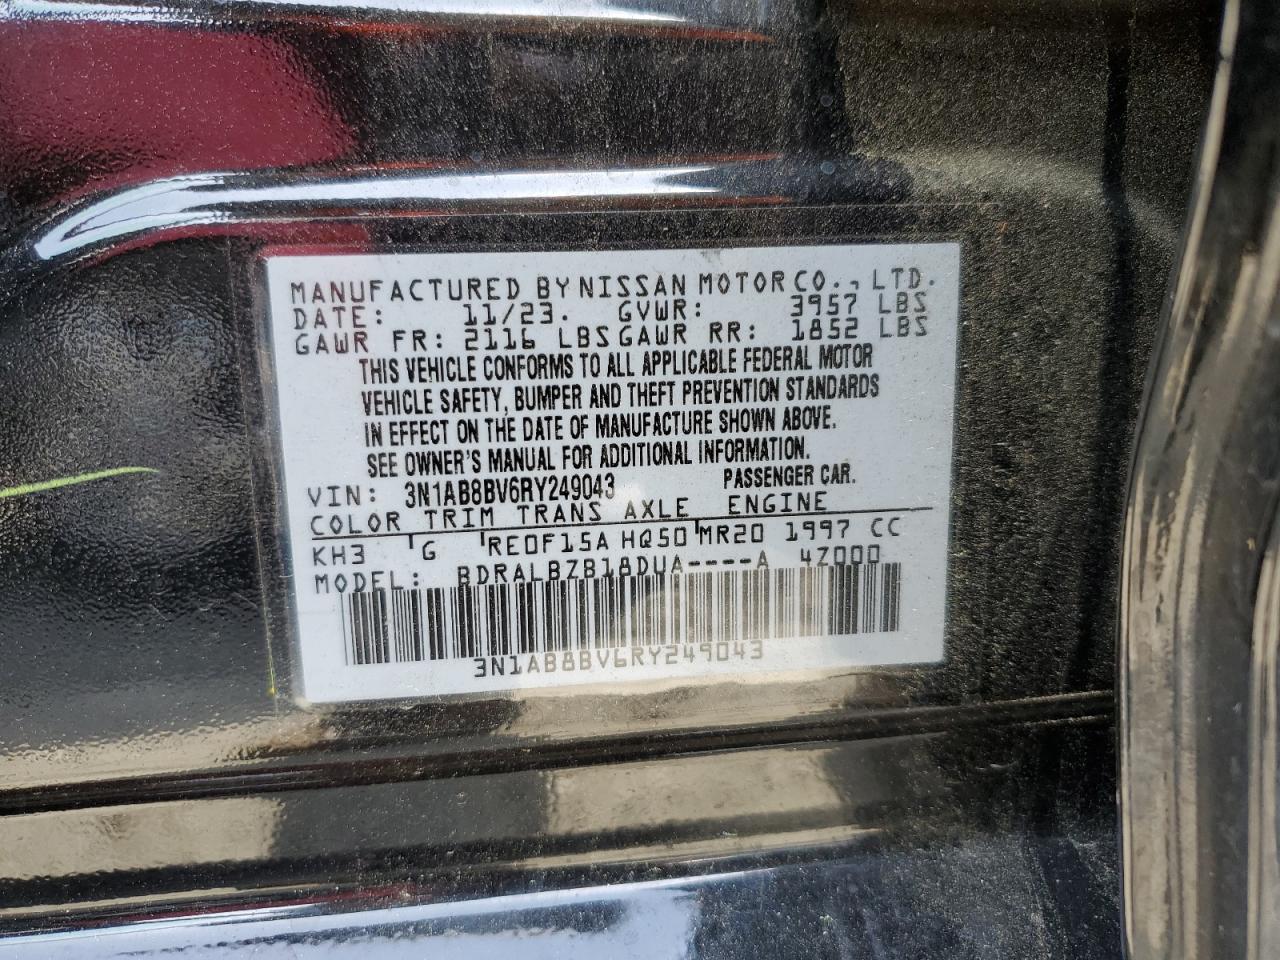 MANUFACTURED BY NISSAN MOTOR CO., LTD.
DATE: 11/23. GVWR: 3957 LBS
GAWR FR: 2116 LBS GAWR RR: 1852 LBS
THIS VEHICLE CONFORMS TO ALL APPLICABLE FEDERAL MOTOR
VEHICLE SAFETY, BUMPER AND THEFT PREVENTION STANDARDS
IN EFFECT ON THE DATE OF MANUFACTURE SHOWN ABOVE.
SEE OWNER'S MANUAL FOR ADDITIONAL INFORMATION.
VIN: 3N1AB8BV6RY249043 PASSENGER CAR.
COLOR TRIM TRANS AXLE ENGINE
KH3 G RE0F15A HQ50 MR20 1997 CC
MODEL: BDRALBZB18DUA----A 4Z000
3N1AB8BV6RY249043